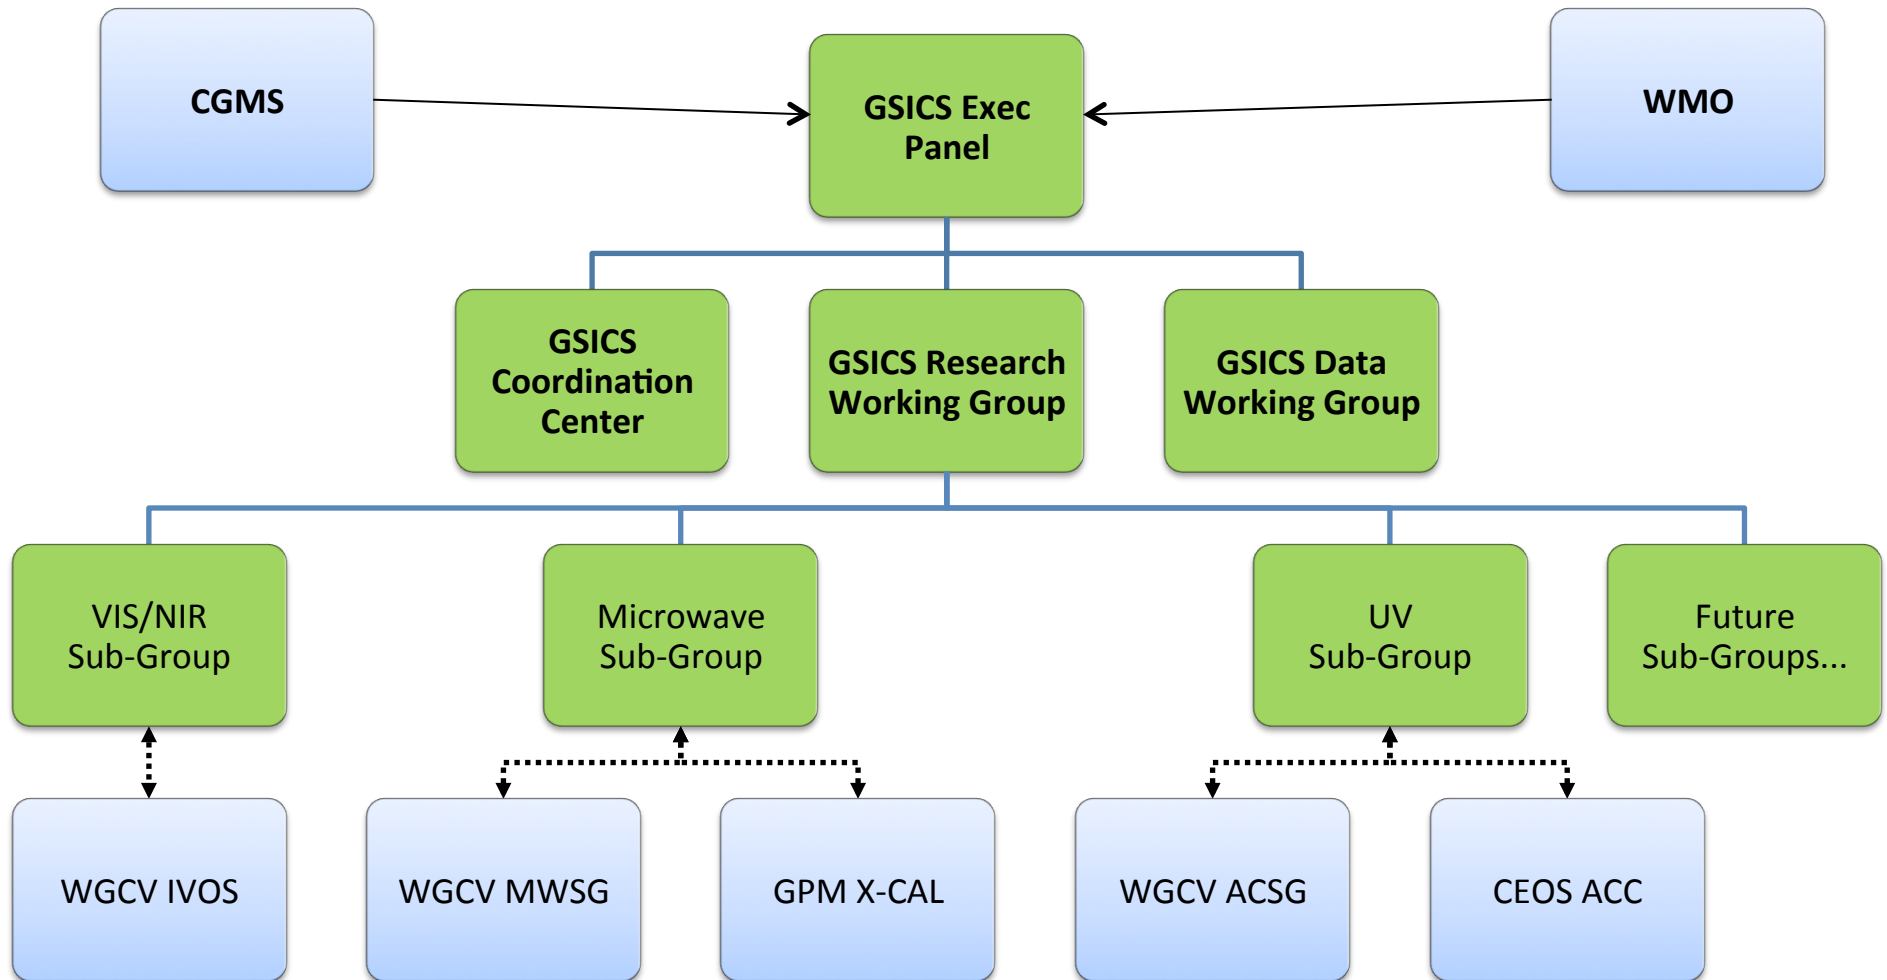 CGMS
GSICS Exec
Panel
WMO
GSICS
Coordination
Center
GSICS Research
Working Group
GSICS Data
Working Group
VIS/NIR
Sub-Group
Microwave
Sub-Group
UV
Sub-Group
Future
Sub-Groups...
WGCV IVOS
WGCV MWSG
GPM X-CAL
WGCV ACSG
CEOS ACC